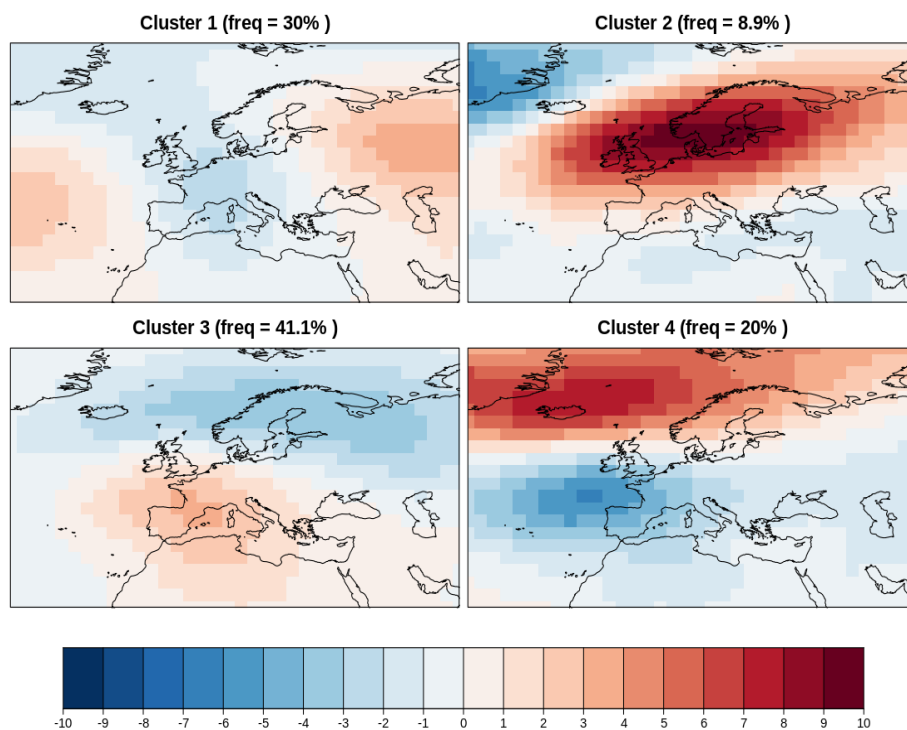 Cluster 1 (freq = 30% )
Cluster 2 (freq = 8.9% )
Cluster 3 (freq = 41.1% )
Cluster 4 (freq = 20% )
-10 -9 -8 -7 -6 -5 -4 -3 -2 -1 0 1 2 3 4 5 6 7 8 9 10